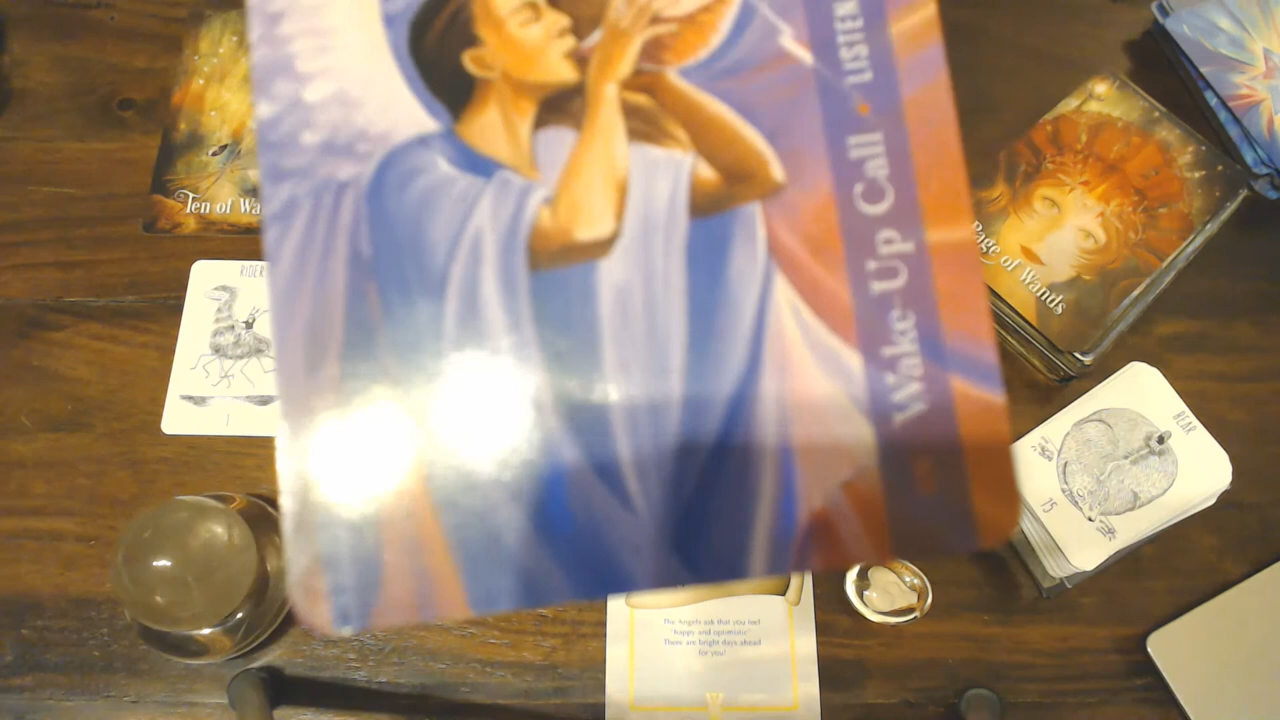 Wake Up Call • LISTEN
Ten of Wa
RIDER
1
Page of Wands
BEAR
15
The Angels ask that you feel
"happy and optimistic"
There are bright days ahead
for you!